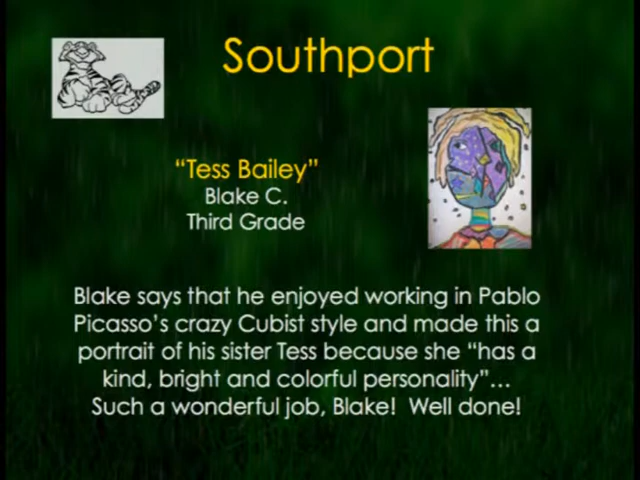 Southport
“Tess Bailey”
Blake C.
Third Grade
Blake says that he enjoyed working in Pablo
Picasso’s crazy Cubist style and made this a
portrait of his sister Tess because she “has a
kind, bright and colorful personality”...
Such a wonderful job, Blake!  Well done!